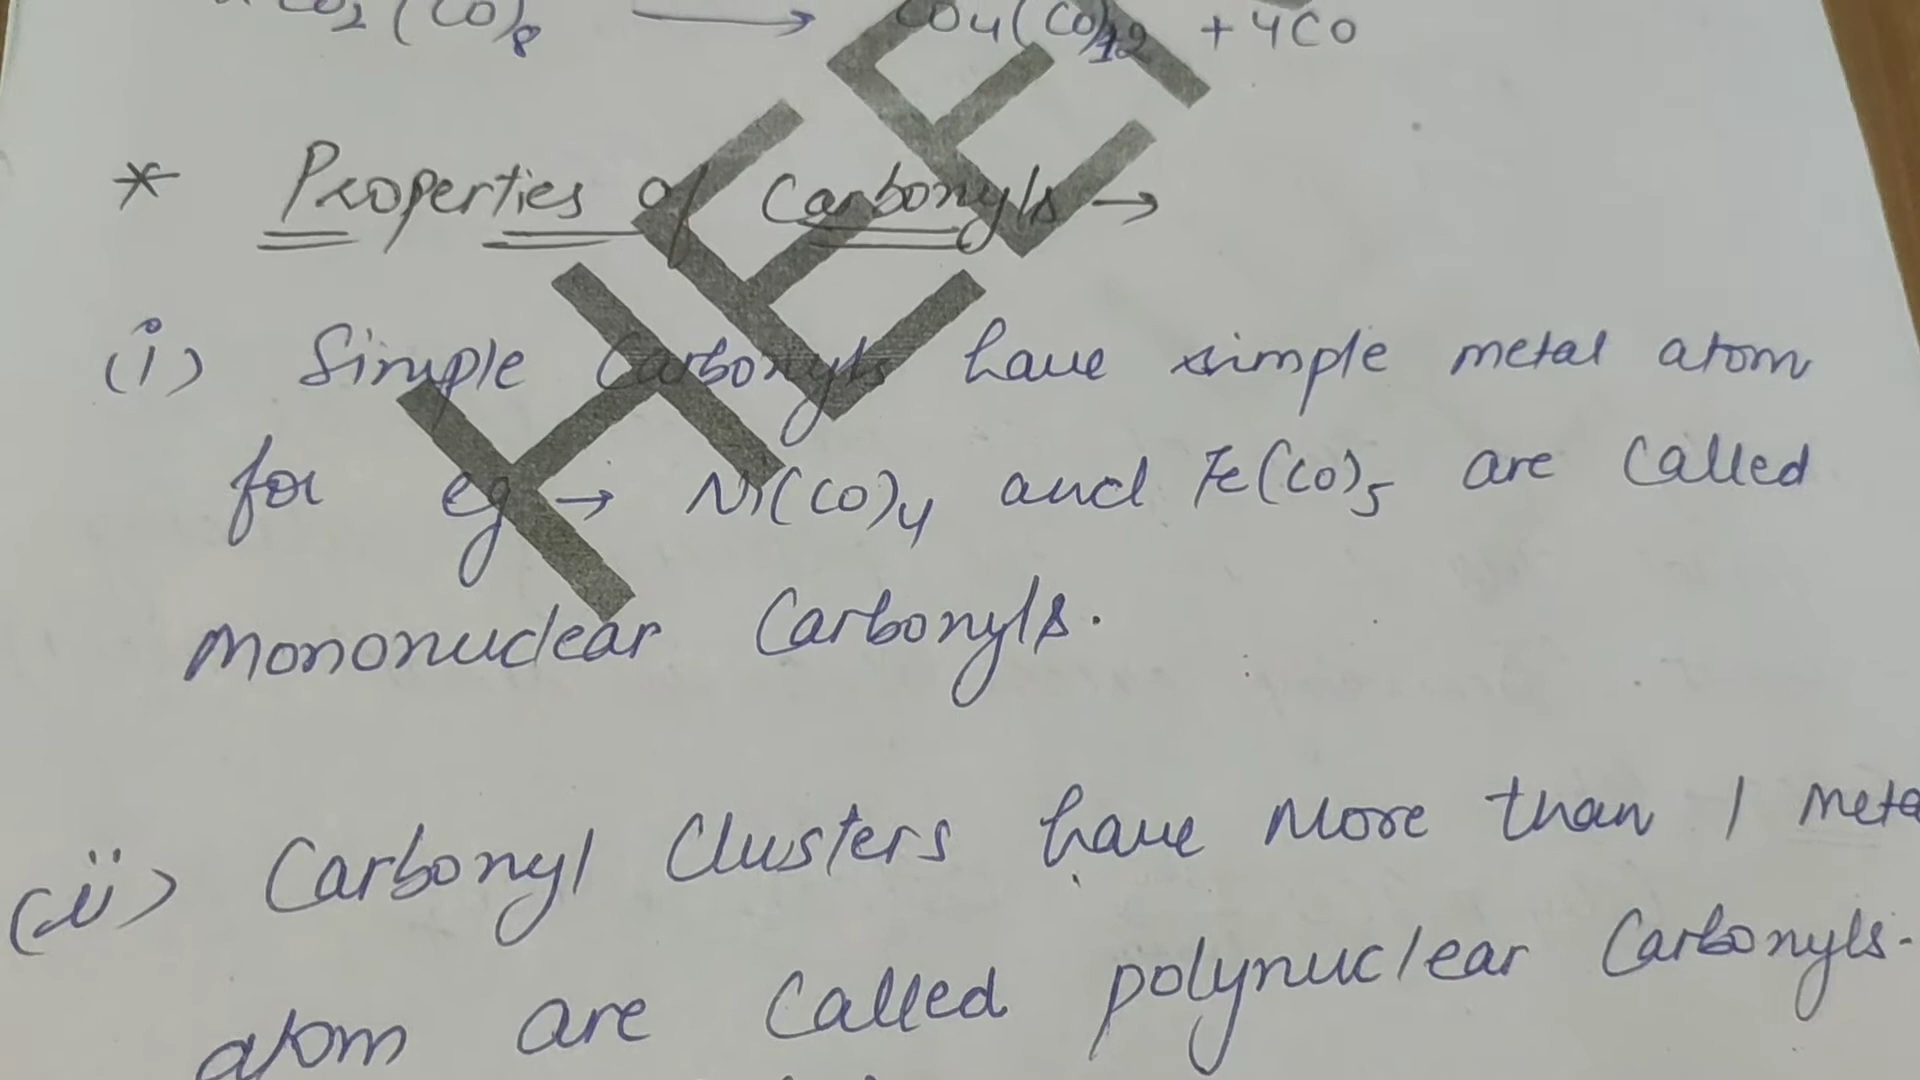 Co2(CO)8 ⟶ Co4(CO)12 + 4CO
* Properties of Carbonyls →
(i) Simple Carbonyls have simple metal atom
for eg → Ni(CO)4 and Fe(CO)5 are called
Mononuclear Carbonyls.
(ii) Carbonyl Clusters have More than 1 Meta
atom are called polynuclear Carbonyls.